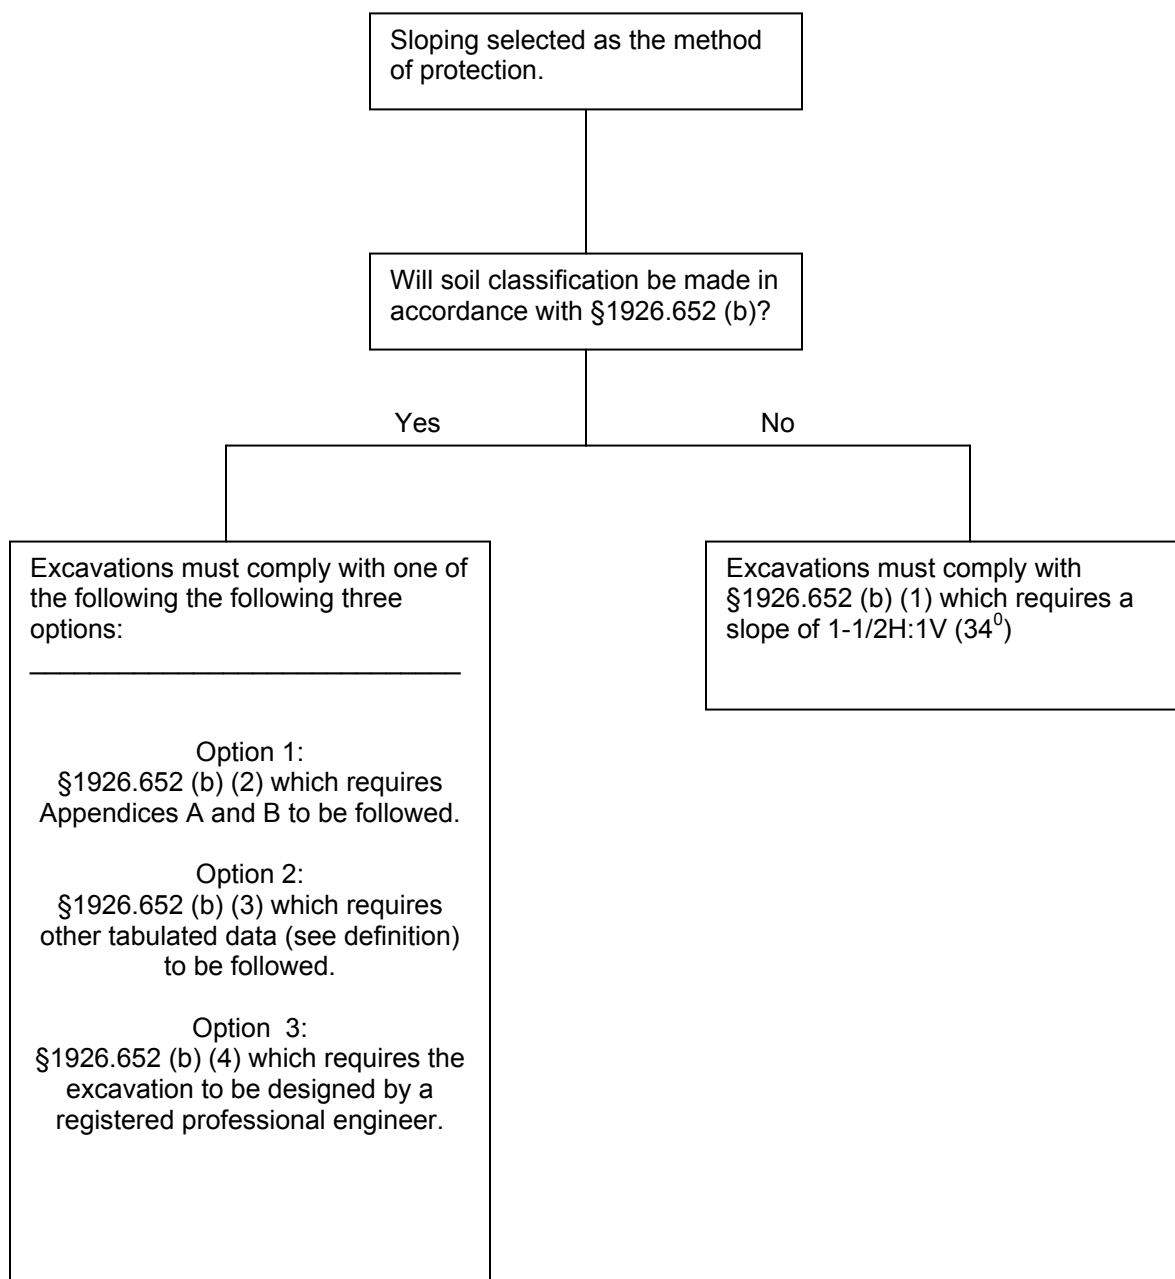 Sloping selected as the method
of protection.
Will soil classification be made in
accordance with §1926.652 (b)?
Yes
No
Excavations must comply with one of
the following the following three
options:
Option 1:
§1926.652 (b) (2) which requires
Appendices A and B to be followed.
Option 2:
§1926.652 (b) (3) which requires
other tabulated data (see definition)
to be followed.
Option 3:
§1926.652 (b) (4) which requires the
excavation to be designed by a
registered professional engineer.
Excavations must comply with
§1926.652 (b) (1) which requires a
slope of 1-1/2H:1V (34⁰)